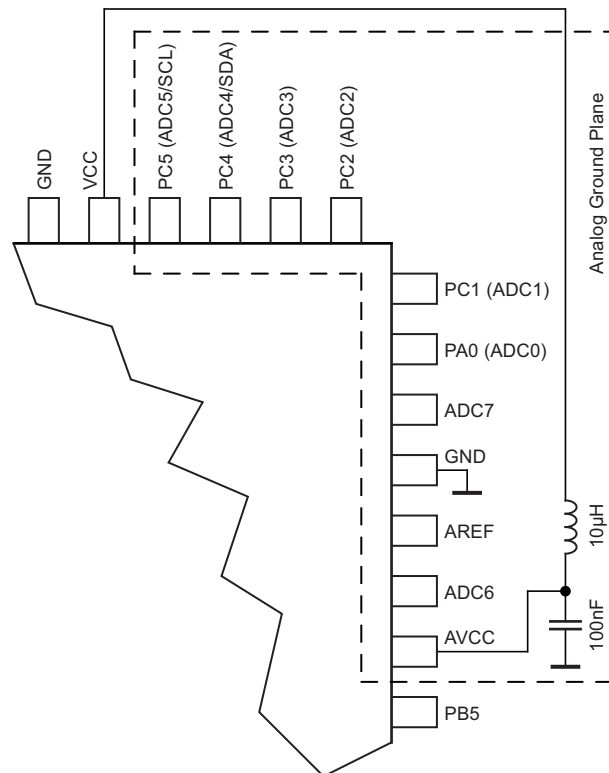 GND
VCC
PC5 (ADC5/SCL)
PC4 (ADC4/SDA)
PC3 (ADC3)
PC2 (ADC2)
Analog Ground Plane
PC1 (ADC1)
PA0 (ADC0)
ADC7
GND
AREF
10µH
ADC6
AVCC
100nF
PB5